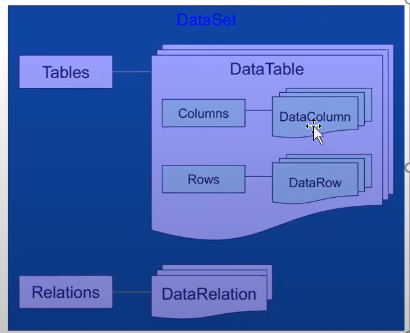 DataSet
Tables
DataTable
Columns
DataColumn
Rows
DataRow
Relations
DataRelation